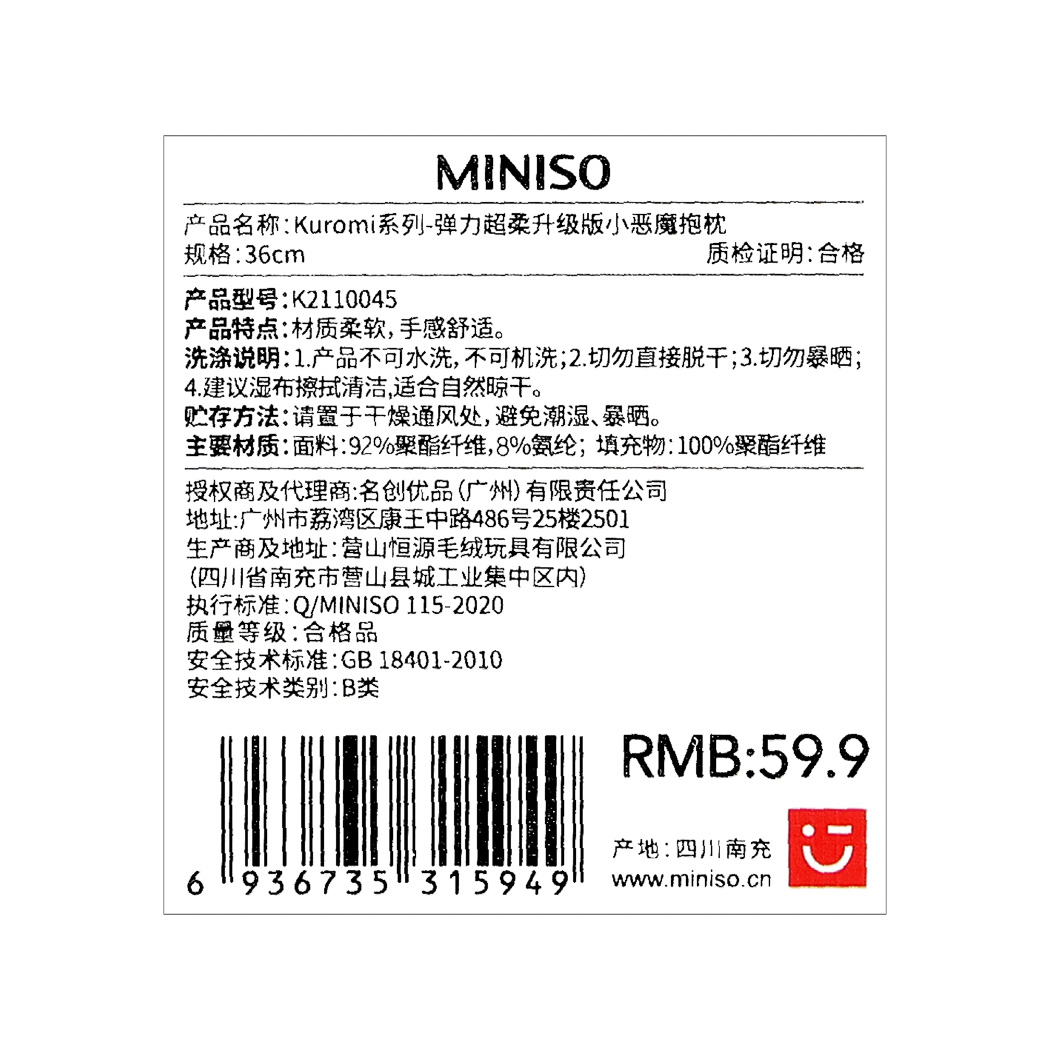 MINISO
产品名称:Kuromi系列-弹力超柔升级版小恶魔抱枕
规格:36cm 质检证明:合格
产品型号:K2110045
产品特点:材质柔软,手感舒适。
洗涤说明:1.产品不可水洗,不可机洗;2.切勿直接脱干;3.切勿暴晒;
4.建议湿布擦拭清洁,适合自然晾干。
贮存方法:请置于干燥通风处,避免潮湿、暴晒。
主要材质:面料:92%聚酯纤维,8%氨纶; 填充物:100%聚酯纤维
授权商及代理商:名创优品(广州)有限责任公司
地址:广州市荔湾区康王中路486号25楼2501
生产商及地址:营山恒源毛绒玩具有限公司
(四川省南充市营山县城工业集中区内)
执行标准:Q/MINISO 115-2020
质量等级:合格品
安全技术标准:GB 18401-2010
安全技术类别:B类
RMB:59.9
产地:四川南充
www.miniso.cn
6 936735 315949